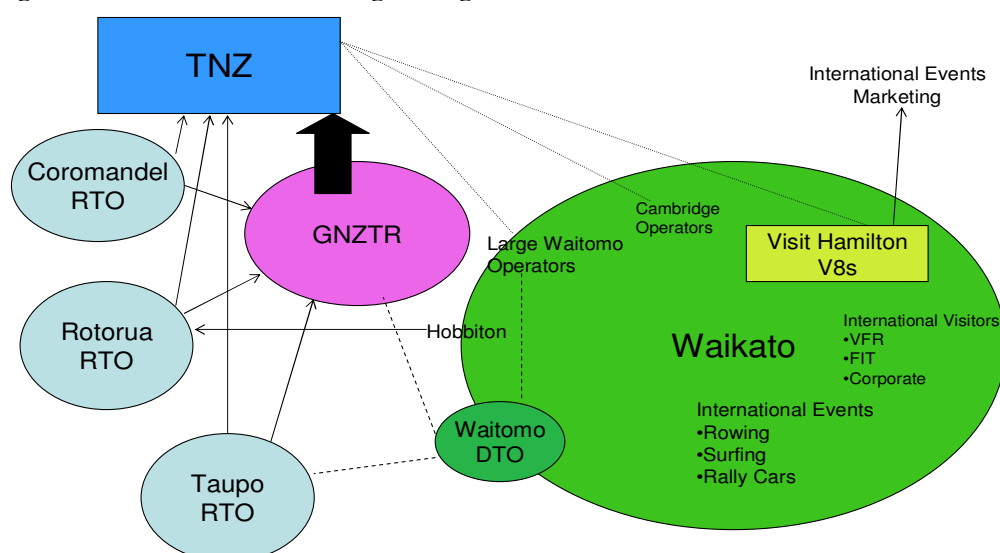 TNZ
International Events
Marketing
Coromandel
RTO
GNZTR
Cambridge
Operators
Large Waitomo
Operators
Visit Hamilton
V8s
Rotorua
RTO
Hobbiton
Waikato
International Visitors
•VFR
•FIT
•Corporate
International Events
•Rowing
•Surfing
•Rally Cars
Waitomo
DTO
Taupo
RTO